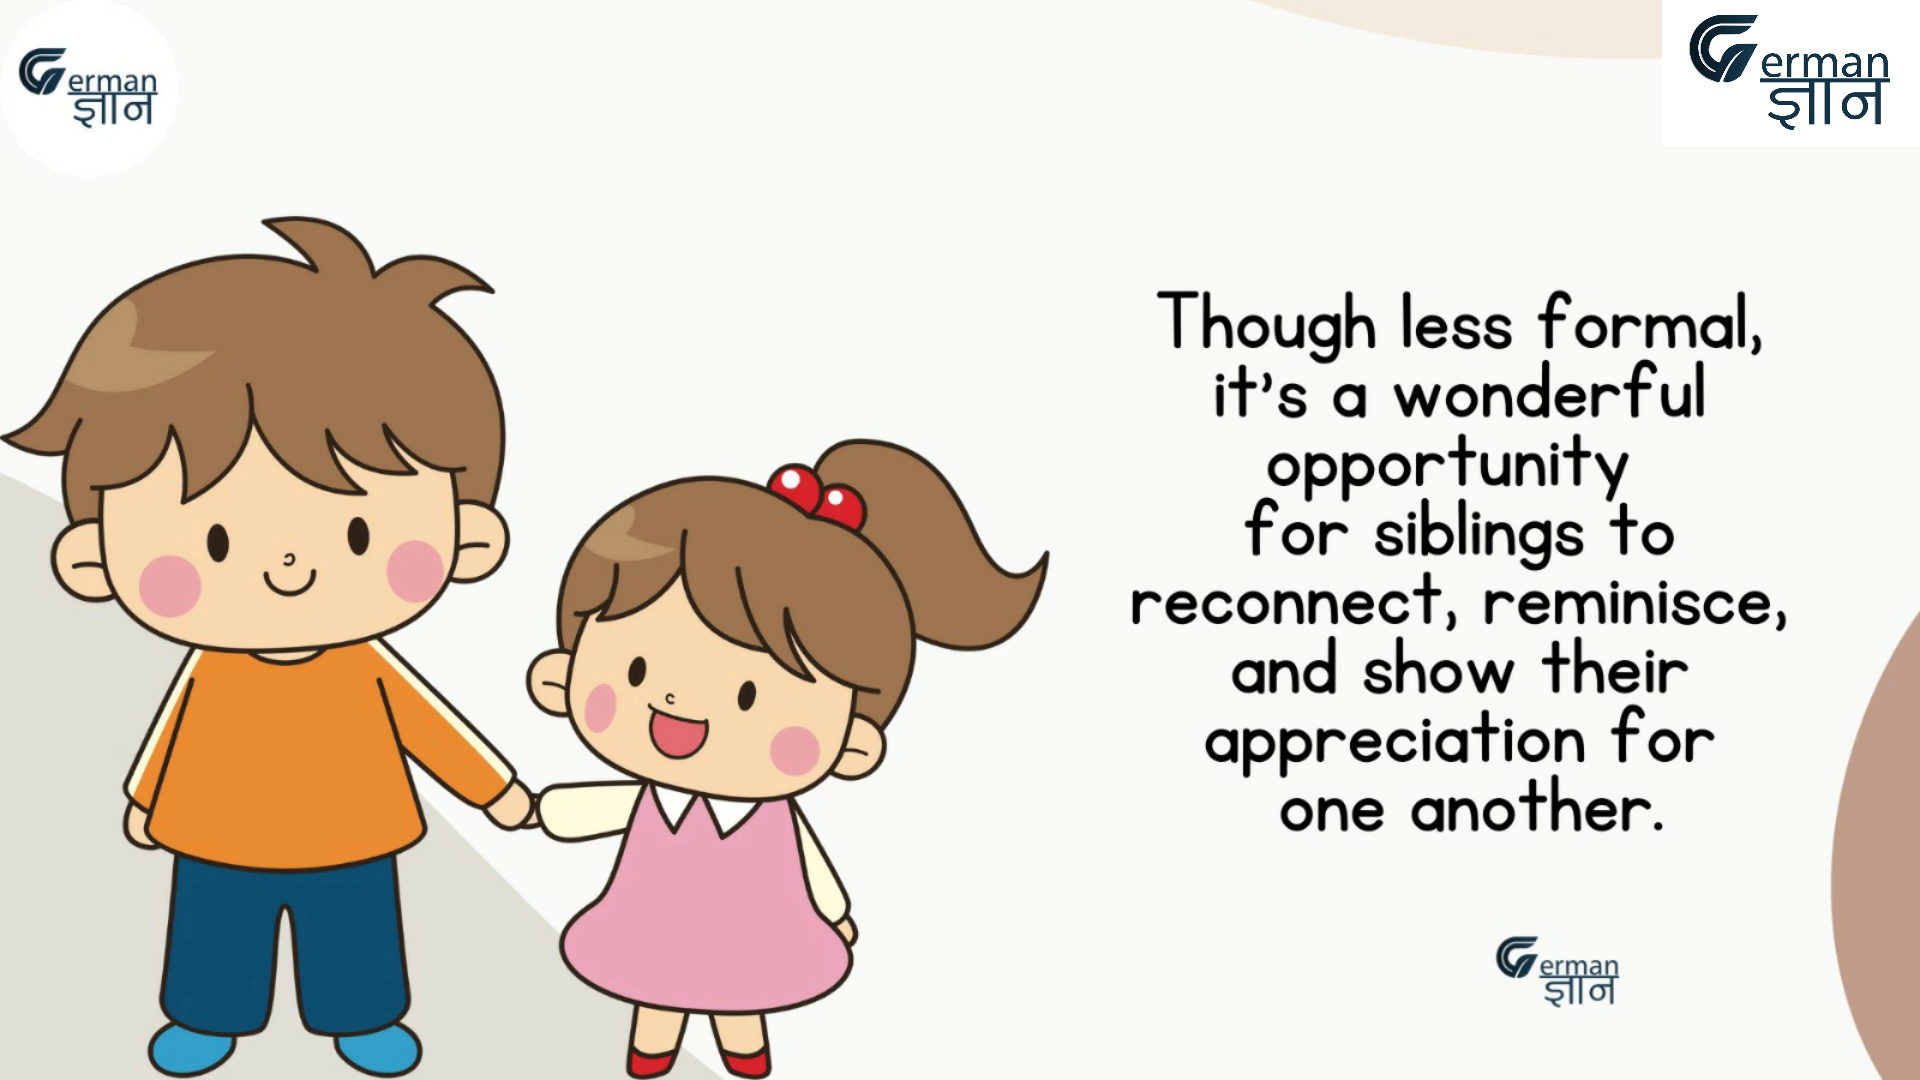 German
ज्ञान
German
ज्ञान
Though less formal,
it's a wonderful
opportunity
for siblings to
reconnect, reminisce,
and show their
appreciation for
one another.
German
ज्ञान